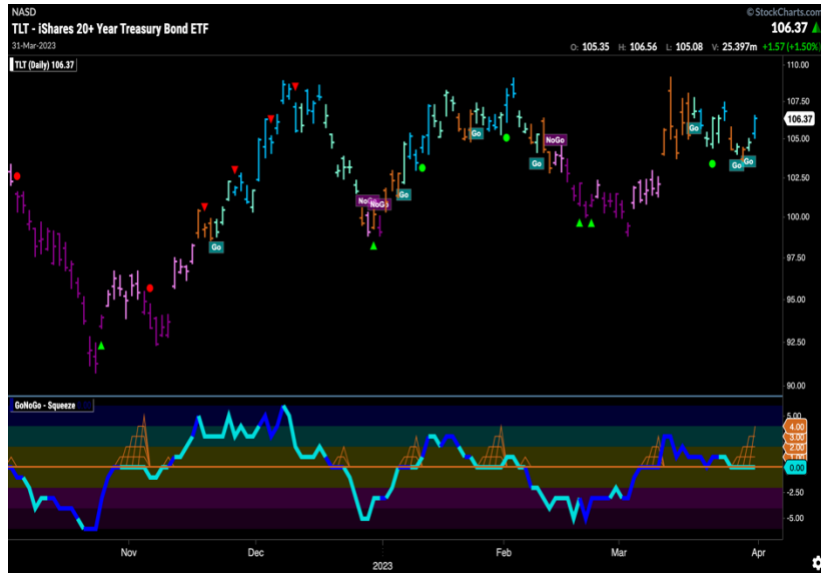 NASD © StockCharts.com
TLT - iShares 20+ Year Treasury Bond ETF 106.37
31-Mar-2023 O: 105.35 H: 106.56 L: 105.08 V: 25.397m +1.57 (+1.50%)
TLT (Daily) 106.37
110.00
107.50
106.37
105.00
102.50
100.00
97.50
95.00
92.50
90.00
Go
NoGo
NoGo
Go
Go
Go
NoGo
Go
Go
Go
GoNoGo - Squeeze
5.00
4.00
3.00
2.00
1.00
0.00
-2.50
-5.00
Nov Dec 2023 Feb Mar Apr